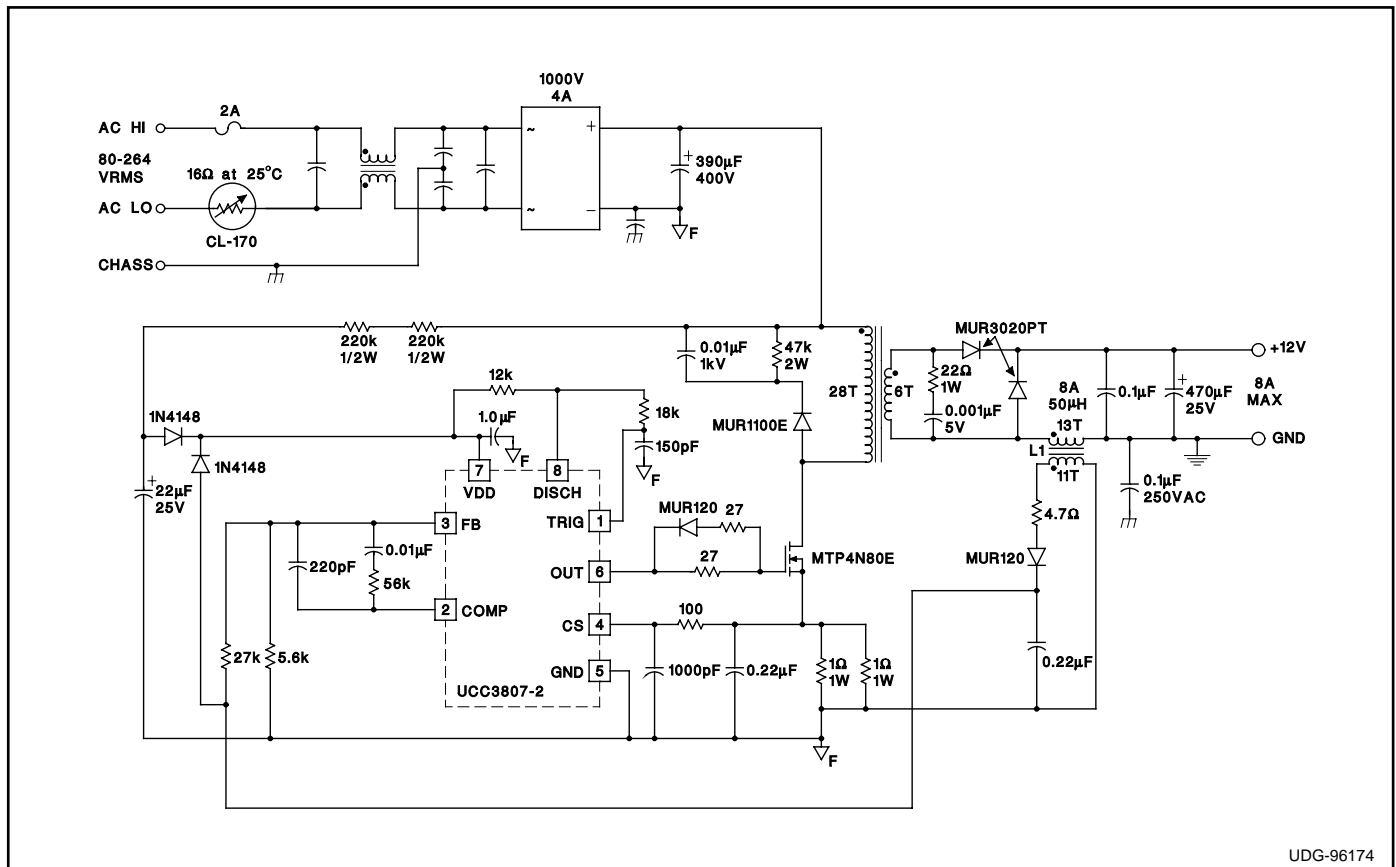 1000V
4A
2A
AC HI
80-264
VRMS
16Ω at 25°C
AC LO
CL-170
CHASS
~
~
+
−
+
390µF
400V
F
220k
1/2W
220k
1/2W
0.01µF
1kV
47k
2W
28T
6T
MUR3020PT
22Ω
1W
0.001µF
5V
8A
50µH
13T
L1
11T
0.1µF
+
470µF
25V
+12V
8A
MAX
GND
0.1µF
250VAC
12k
18k
150pF
F
MUR1100E
1N4148
1N4148
1.0µF
F
+
22µF
25V
7
VDD
8
DISCH
3
FB
TRIG
1
MUR120
27
27
OUT
6
MTP4N80E
220pF
0.01µF
56k
2
COMP
CS
4
100
GND
5
27k
5.6k
UCC3807-2
1000pF
0.22µF
1Ω
1W
1Ω
1W
4.7Ω
MUR120
0.22µF
F
UDG-96174